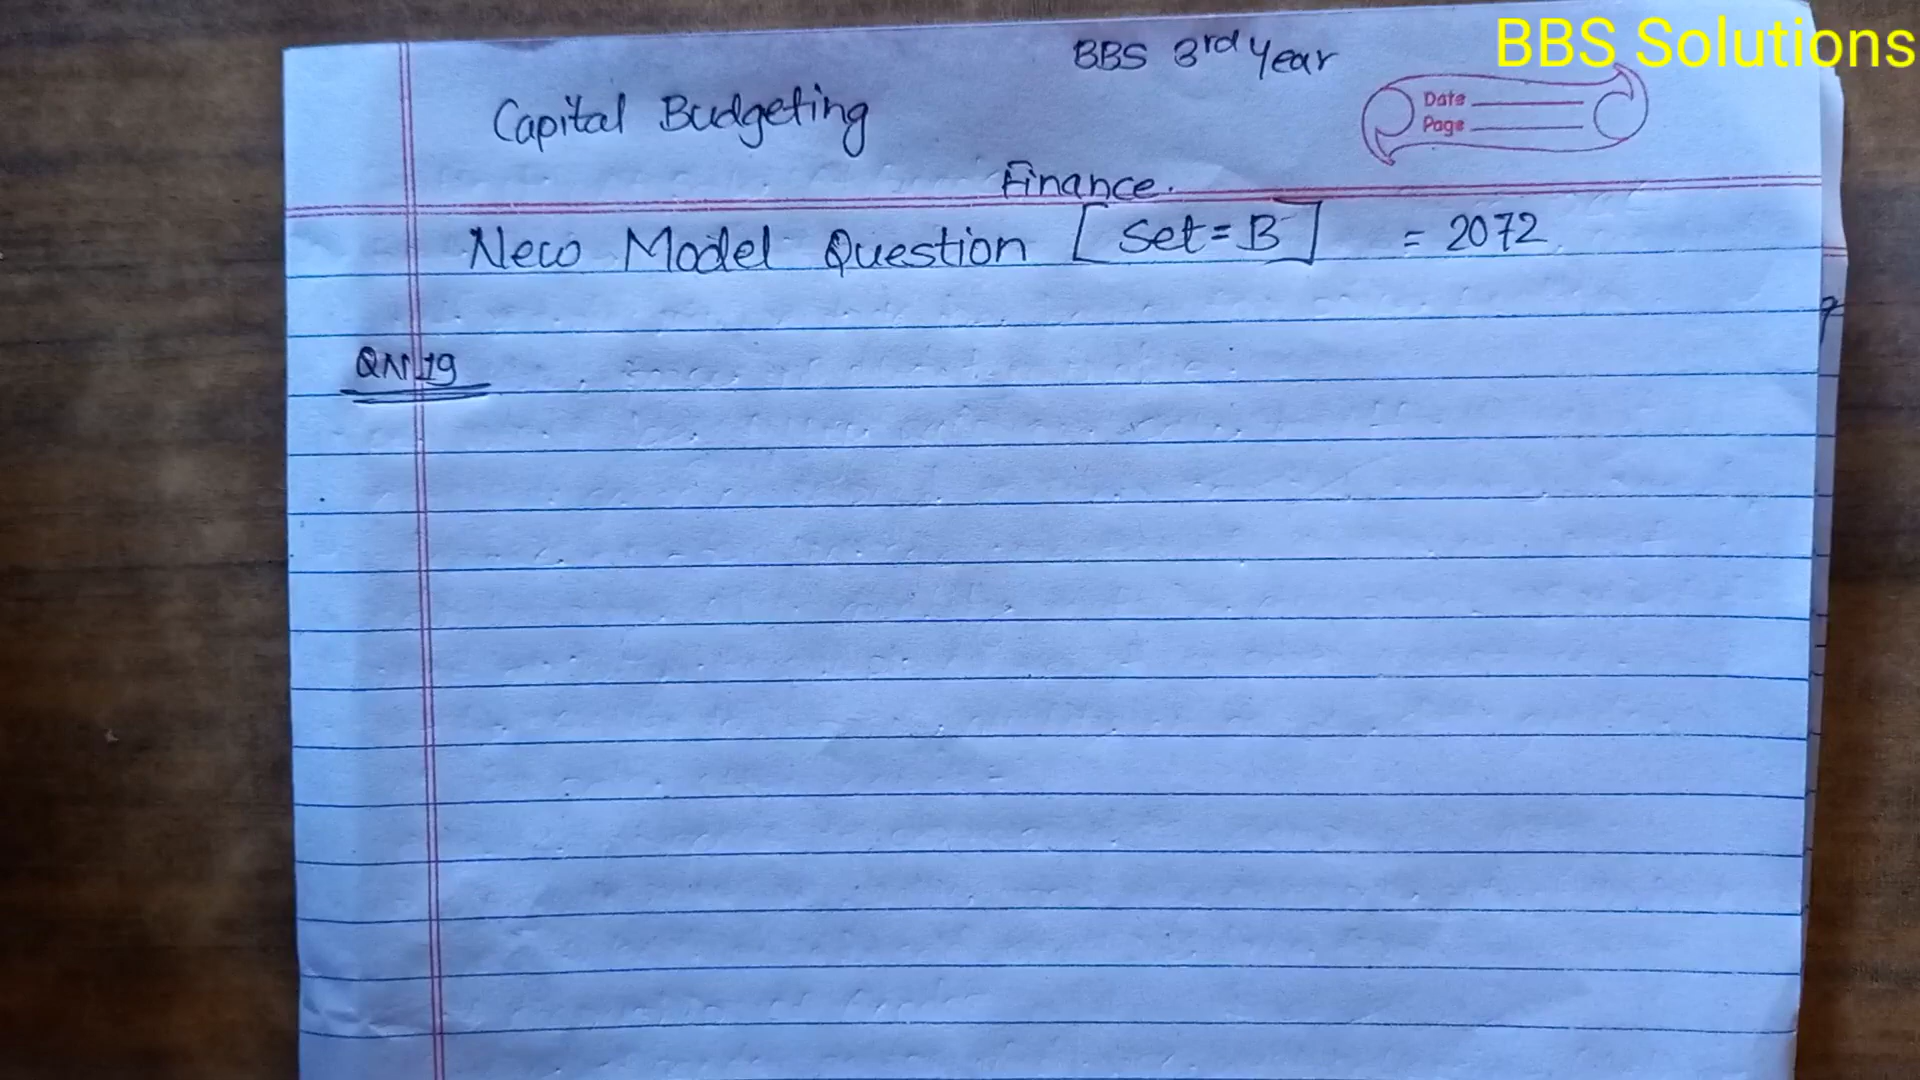 BBS Solutions
BBS 3rd Year
Capital Budgeting
Date
Page
Finance.
New Model Question [Set=B] = 2072
QN 19